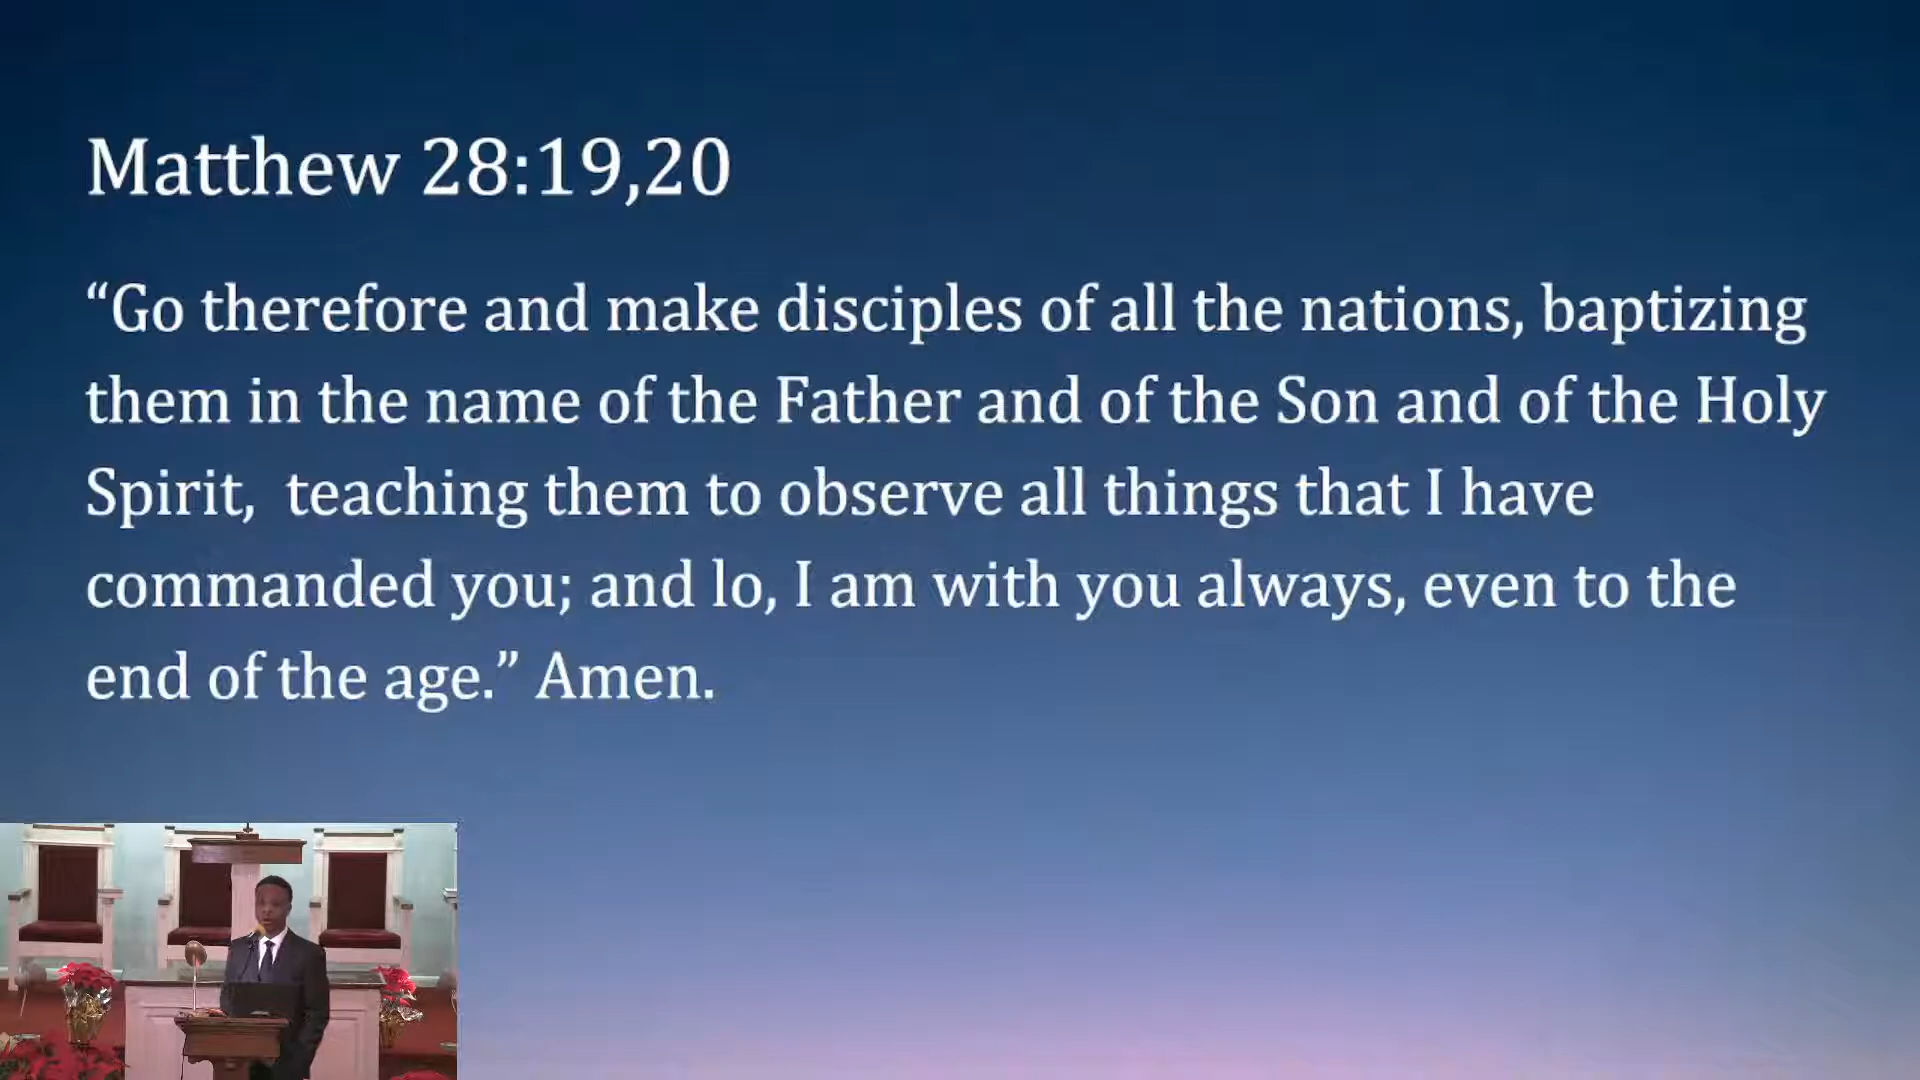 Matthew 28:19,20
“Go therefore and make disciples of all the nations, baptizing
them in the name of the Father and of the Son and of the Holy
Spirit,  teaching them to observe all things that I have
commanded you; and lo, I am with you always, even to the
end of the age.” Amen.